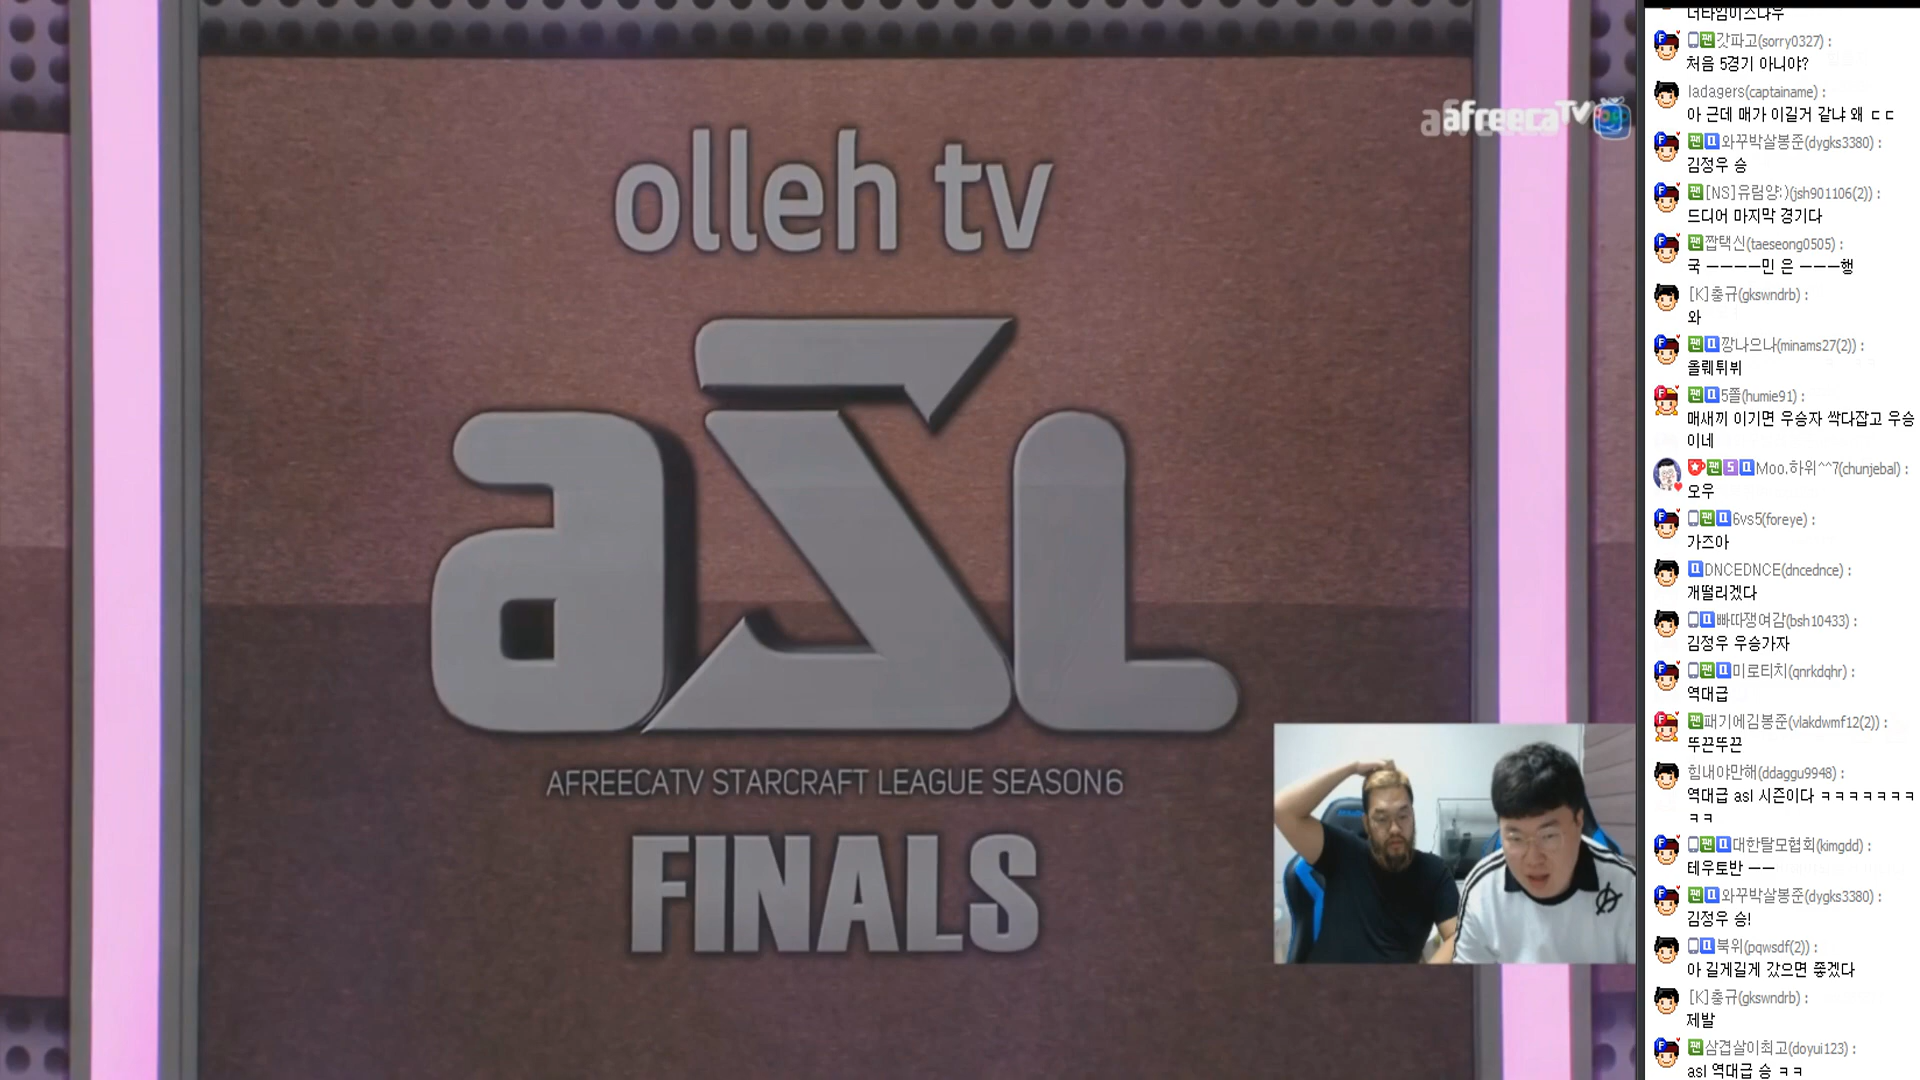 olleh tv
aSL
AFREECATV STARCRAFT LEAGUE SEASON6
FINALS
afreecaTV
너타임이스나우
갓파고(sorry0327) :
처음 5경기 아니야?
ladagers(captainame) :
아 근데 매가 이길거 같냐 왜 ㄷㄷ
와꾸박살봉준(dygks3380) :
김정우 승
[NS]유럼양:)(jsh901106(2)) :
드디어 마지막 경기다
짭택신(taeseong0505) :
국 ㅡㅡㅡㅡ민 은 ㅡㅡㅡ행
[K]충규(gkswndrb) :
와
깡나으나(minams27(2)) :
올뤠튀뷔
5쫄(humie91) :
매새끼 이기면 우승자 싹다잡고 우승
이네
Moo.하위^^7(chunjebal) :
오우
6vs5(foreye) :
가즈아
DNCEDNCE(dncednce) :
개떨리겠다
빠따쟁여감(bsh10433) :
김정우 우승가자
미로티치(qnrkdqhr) :
역대급
패기에김봉준(vlakdwmf12(2)) :
뚜끈뚜끈
힘내야만해(ddaggu9948) :
역대급 asl 시즌이다 ㅋㅋㅋㅋㅋㅋㅋ
ㅋㅋ
대한탈모협회(kimgdd) :
테우토반 ㅡㅡ
와꾸박살봉준(dygks3380) :
김정우 승!
북위(pqwsdf(2)) :
아 길게길게 갔으면 좋겠다
[K]충규(gkswndrb) :
제발
삼겹살이최고(doyui123) :
asl 역대급 승 ㅋㅋ